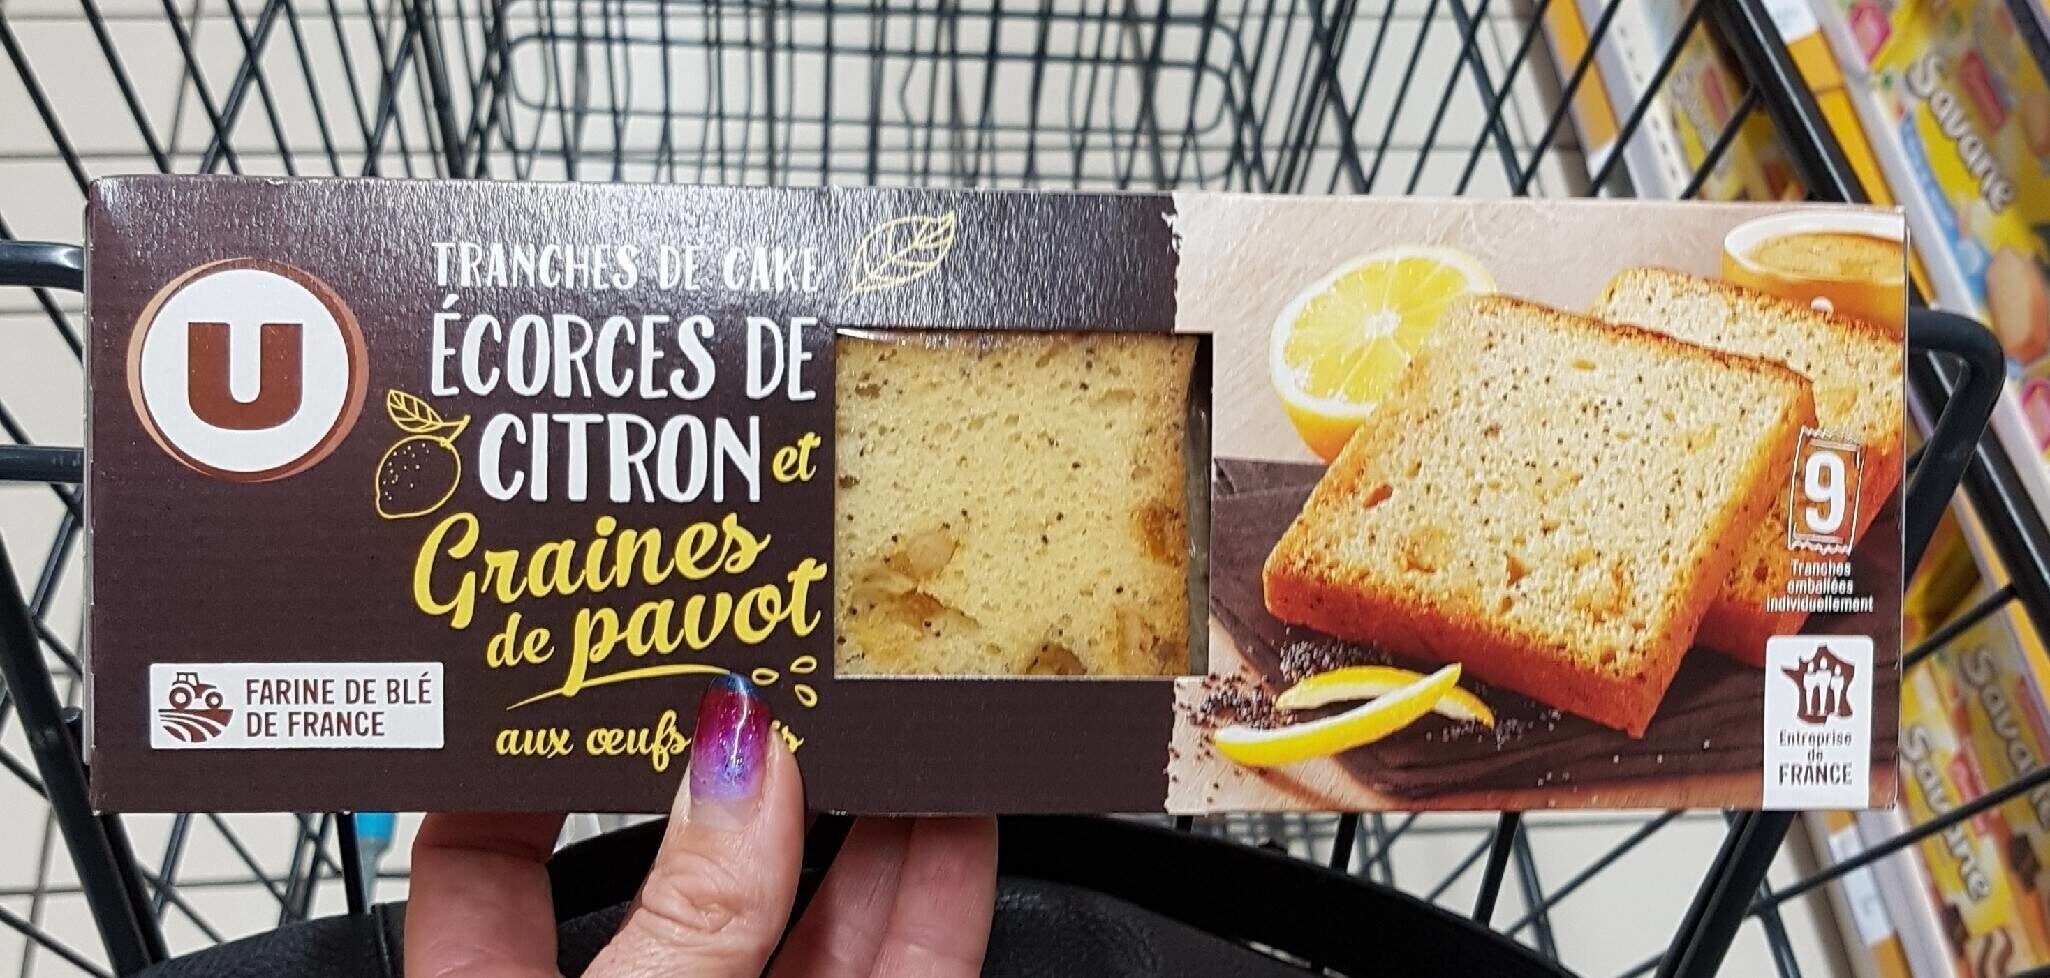 U
TRANCHES DE CAKE
ÉCORCES DE
CITRON et
Graines
de pavot
aux œufs
FARINE DE BLÉ
DE FRANCE
9
Tranches
emballées
individuellement
Entreprise
de
FRANCE
Savane
Savane